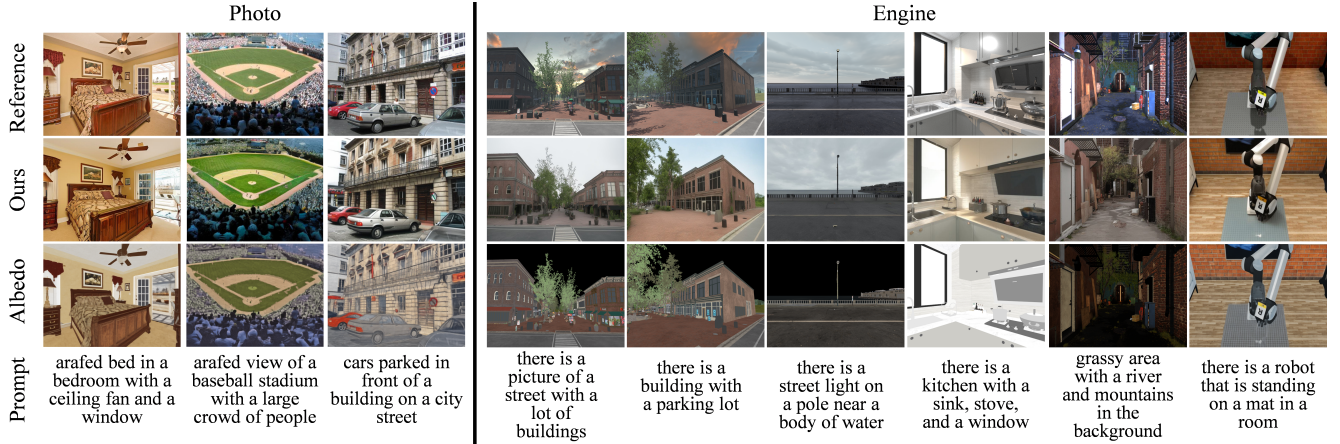 Photo
Engine
Reference
Ours
Albedo
Prompt
arafed bed in a
bedroom with a
ceiling fan and a
window
arafed view of a
baseball stadium
with a large
crowd of people
cars parked in
front of a
building on a city
street
there is a
picture of a
street with a
lot of
buildings
there is a
building with
a parking lot
there is a
street light on
a pole near a
body of water
there is a
kitchen with a
sink, stove,
and a window
grassy area
with a river
and mountains
in the
background
there is a robot
that is standing
on a mat in a
room